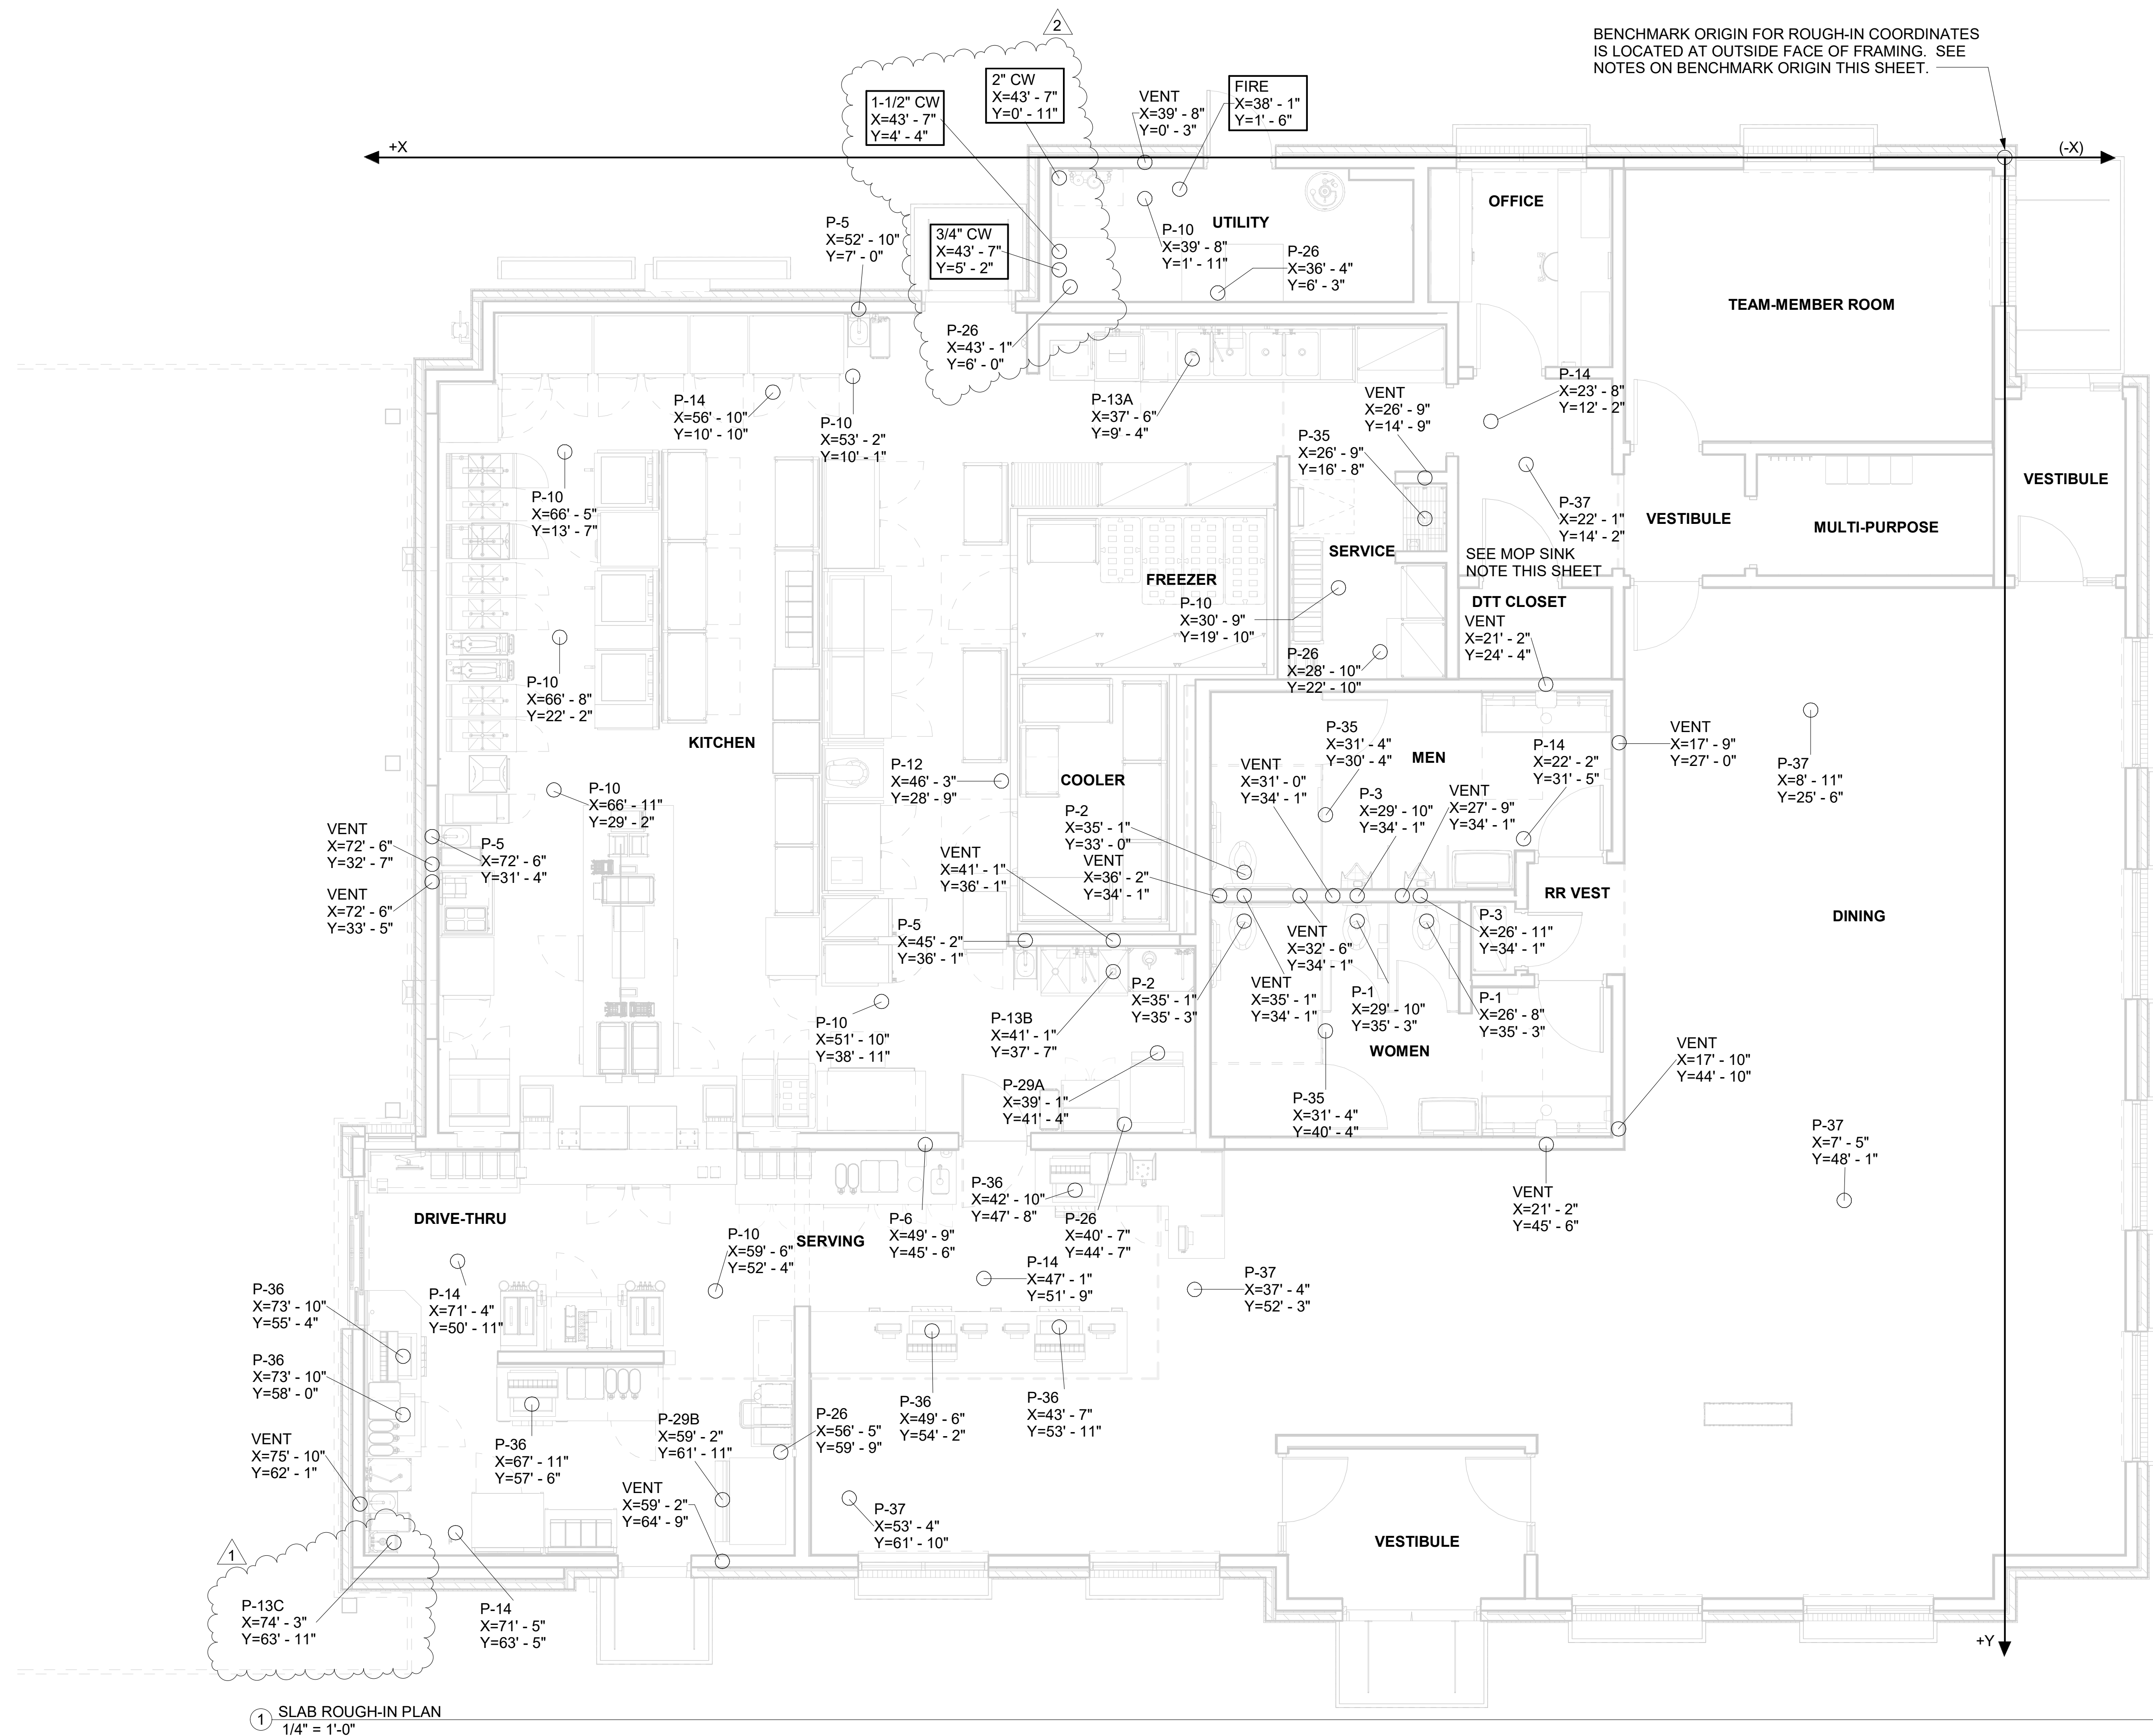 2
BENCHMARK ORIGIN FOR ROUGH-IN COORDINATES
IS LOCATED AT OUTSIDE FACE OF FRAMING. SEE
NOTES ON BENCHMARK ORIGIN THIS SHEET.
2" CW
X=43' - 7"
Y=0' - 11"
1-1/2" CW
X=43' - 7"
Y=4' - 4"
VENT
X=39' - 8"
Y=0' - 3"
FIRE
X=38' - 1"
Y=1' - 6"
+X
(-X)
P-5
X=52' - 10"
Y=7' - 0"
3/4" CW
X=43' - 7"
Y=5' - 2"
P-10
X=39' - 8"
Y=1' - 11"
UTILITY
P-26
X=36' - 4"
Y=6' - 3"
OFFICE
TEAM-MEMBER ROOM
P-26
X=43' - 1"
Y=6' - 0"
P-14
X=56' - 10"
Y=10' - 10"
P-10
X=53' - 2"
Y=10' - 1"
P-13A
X=37' - 6"
Y=9' - 4"
VENT
X=26' - 9"
Y=14' - 9"
P-14
X=23' - 8"
Y=12' - 2"
P-35
X=26' - 9"
Y=16' - 8"
P-10
X=66' - 5"
Y=13' - 7"
P-37
X=22' - 1"
Y=14' - 2"
VESTIBULE
MULTI-PURPOSE
VESTIBULE
SERVICE
SEE MOP SINK
NOTE THIS SHEET
FREEZER
P-10
X=30' - 9"
Y=19' - 10"
DTT CLOSET
VENT
X=21' - 2"
Y=24' - 4"
P-26
X=28' - 10"
Y=22' - 10"
P-10
X=66' - 8"
Y=22' - 2"
KITCHEN
P-12
X=46' - 3"
Y=28' - 9"
COOLER
P-35
X=31' - 4"
Y=30' - 4"
MEN
P-14
X=22' - 2"
Y=31' - 5"
VENT
X=17' - 9"
Y=27' - 0"
P-37
X=8' - 11"
Y=25' - 6"
P-10
X=66' - 11"
Y=29' - 2"
VENT
X=31' - 0"
Y=34' - 1"
P-3
X=29' - 10"
Y=34' - 1"
VENT
X=27' - 9"
Y=34' - 1"
VENT
X=72' - 6"
Y=32' - 7"
P-5
X=72' - 6"
Y=31' - 4"
P-2
X=35' - 1"
Y=33' - 0"
VENT
X=36' - 2"
Y=34' - 1"
VENT
X=41' - 1"
Y=36' - 1"
VENT
X=72' - 6"
Y=33' - 5"
RR VEST
DINING
P-5
X=45' - 2"
Y=36' - 1"
P-3
X=26' - 11"
Y=34' - 1"
VENT
X=32' - 6"
Y=34' - 1"
P-2
X=35' - 1"
Y=35' - 3"
VENT
X=35' - 1"
Y=34' - 1"
P-1
X=29' - 10"
Y=35' - 3"
P-1
X=26' - 8"
Y=35' - 3"
P-10
X=51' - 10"
Y=38' - 11"
P-13B
X=41' - 1"
Y=37' - 7"
WOMEN
VENT
X=17' - 10"
Y=44' - 10"
P-29A
X=39' - 1"
Y=41' - 4"
P-35
X=31' - 4"
Y=40' - 4"
P-37
X=7' - 5"
Y=48' - 1"
P-36
X=42' - 10"
Y=47' - 8"
VENT
X=21' - 2"
Y=45' - 6"
DRIVE-THRU
P-6
X=49' - 9"
Y=45' - 6"
P-26
X=40' - 7"
Y=44' - 7"
P-10
X=59' - 6"
Y=52' - 4"
SERVING
P-14
X=47' - 1"
Y=51' - 9"
P-37
X=37' - 4"
Y=52' - 3"
P-36
X=73' - 10"
Y=55' - 4"
P-14
X=71' - 4"
Y=50' - 11"
P-36
X=73' - 10"
Y=58' - 0"
P-36
X=49' - 6"
Y=54' - 2"
P-36
X=43' - 7"
Y=53' - 11"
P-29B
X=59' - 2"
Y=61' - 11"
P-26
X=56' - 5"
Y=59' - 9"
VENT
X=75' - 10"
Y=62' - 1"
P-36
X=67' - 11"
Y=57' - 6"
VENT
X=59' - 2"
Y=64' - 9"
P-37
X=53' - 4"
Y=61' - 10"
VESTIBULE
1
P-13C
X=74' - 3"
Y=63' - 11"
P-14
X=71' - 5"
Y=63' - 5"
+Y
1 SLAB ROUGH-IN PLAN
1/4" = 1'-0"